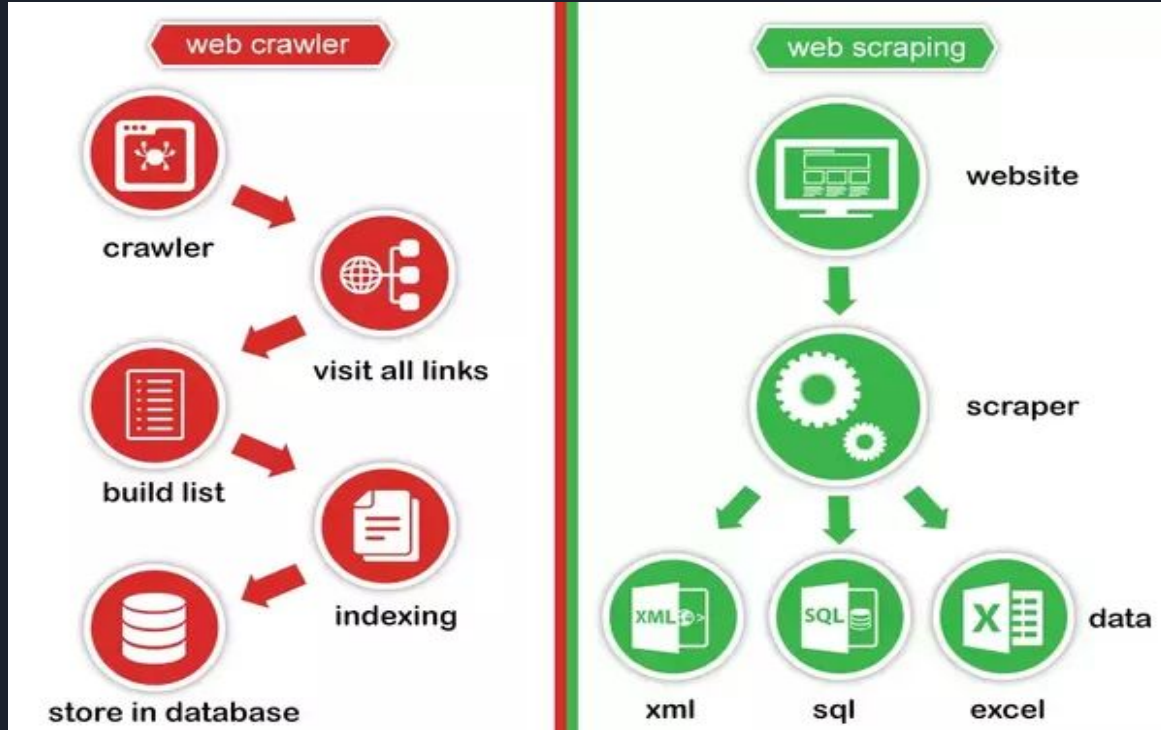 web crawler
crawler
visit all links
build list
indexing
store in database
web scraping
website
scraper
XML
SQL
X
data
xml
sql
excel